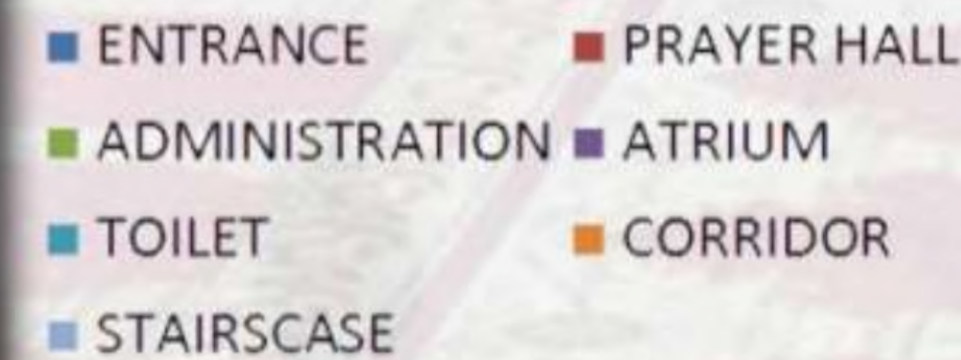 ENTRANCE PRAYER HALL
ADMINISTRATION ATRIUM
TOILET CORRIDOR
STAIRSCASE